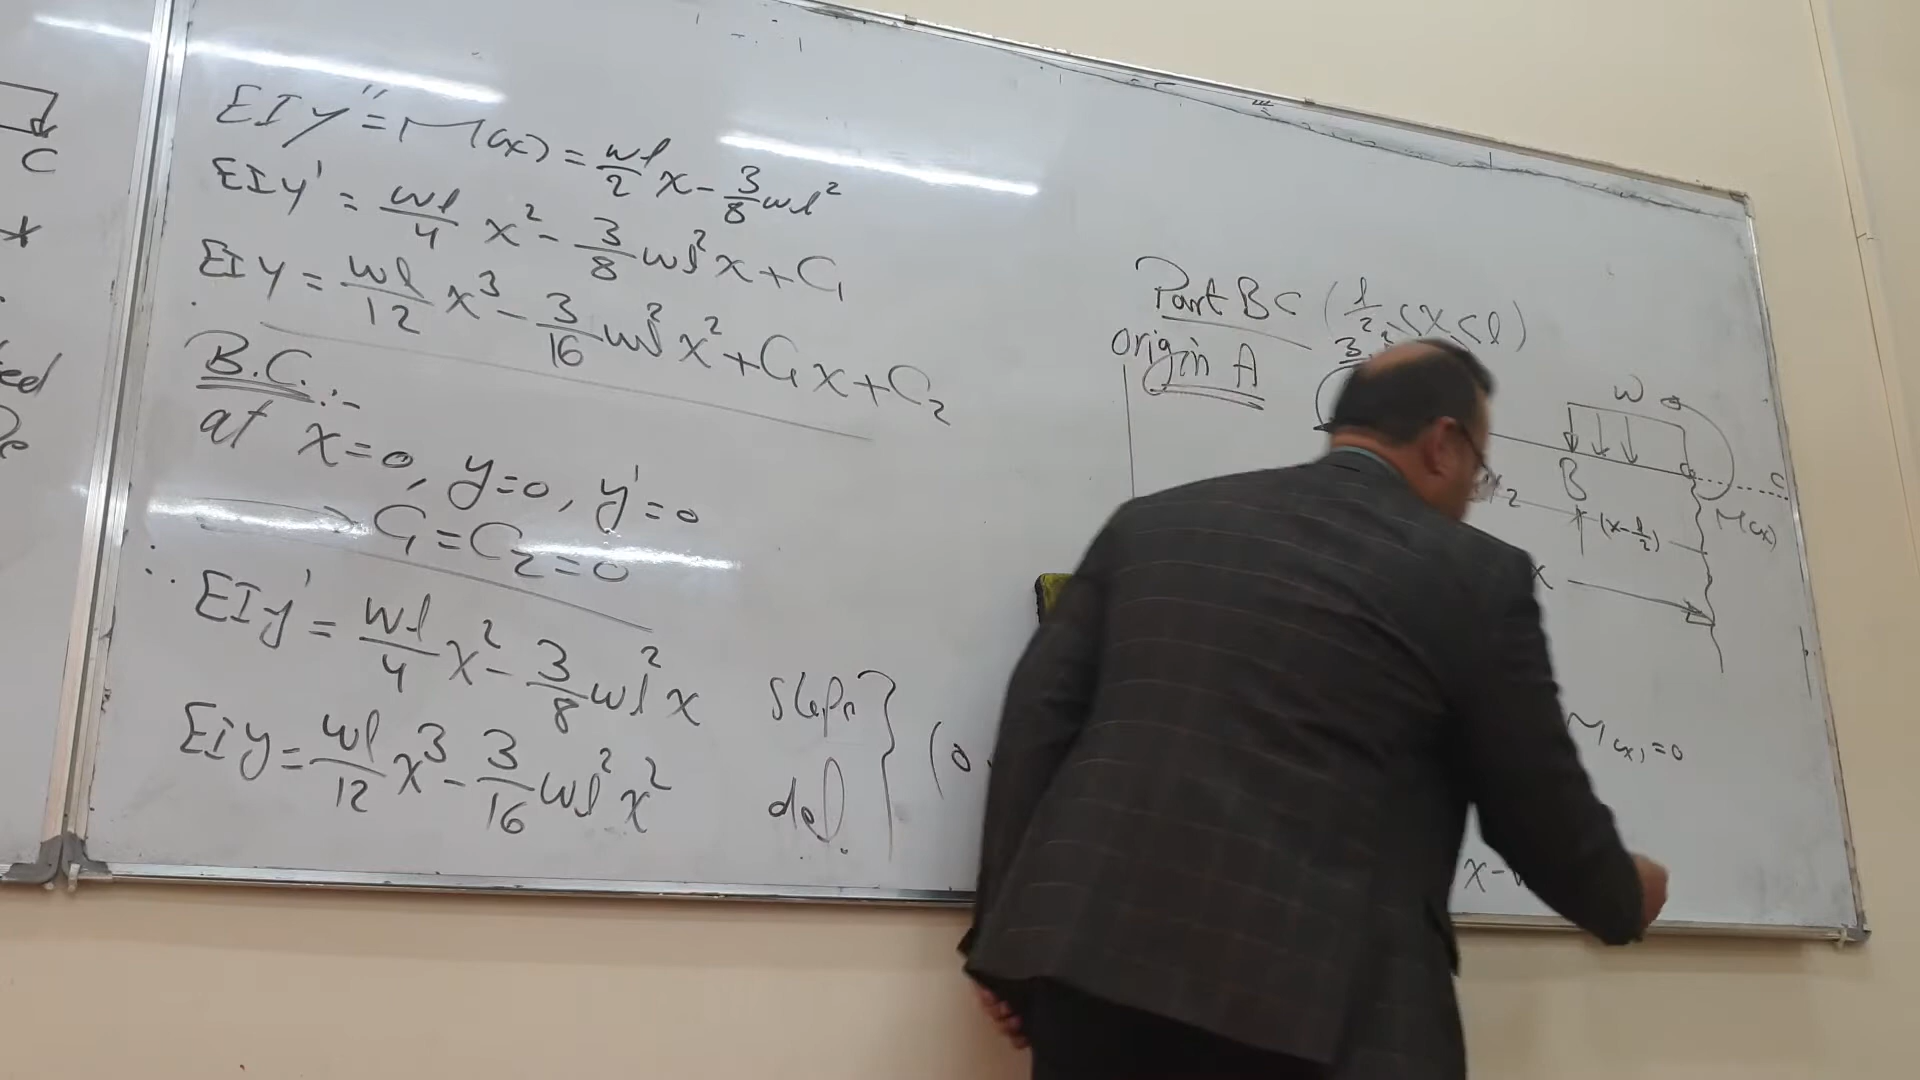 C
EIy'' = M(x) = wl/2 x - 3/8 wl²
EIy' = wl/4 x² - 3/8 wl² x + C₁
EIy = wl/12 x³ - 3/16 wl² x² + C₁x + C₂
B.C. :-
at x=0, y=0, y'=0
→ C₁ = C₂ = 0
∴ EIy' = wl/4 x² - 3/8 wl² x
EIy = wl/12 x³ - 3/16 wl² x²
def.
(0
Part BC (l/2 < x < l)
origin A
w
B
C
(x - l/2)
M(x)
x
M(x) = 0
x -